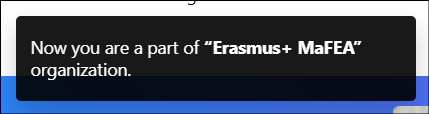 Now you are a part of “Erasmus+ MaFEA”
organization.